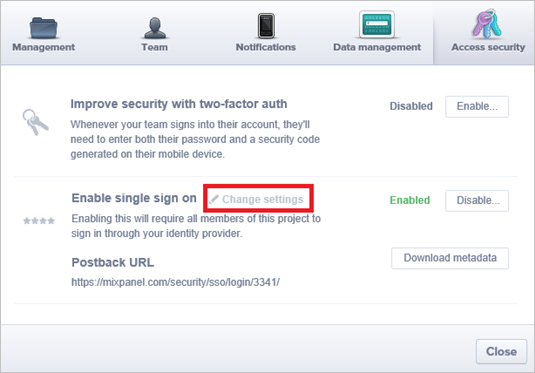 Management
Team
Notifications
Data management
Access security
Improve security with two-factor auth
Disabled
Enable...
Whenever your team signs into their account, they'll
need to enter both their password and a security code
generated on their mobile device.
Enable single sign on
Change settings
Enabled
Disable...
Enabling this will require all members of this project to
sign in through your identity provider.
Postback URL
Download metadata
https://mixpanel.com/security/sso/login/3341/
Close